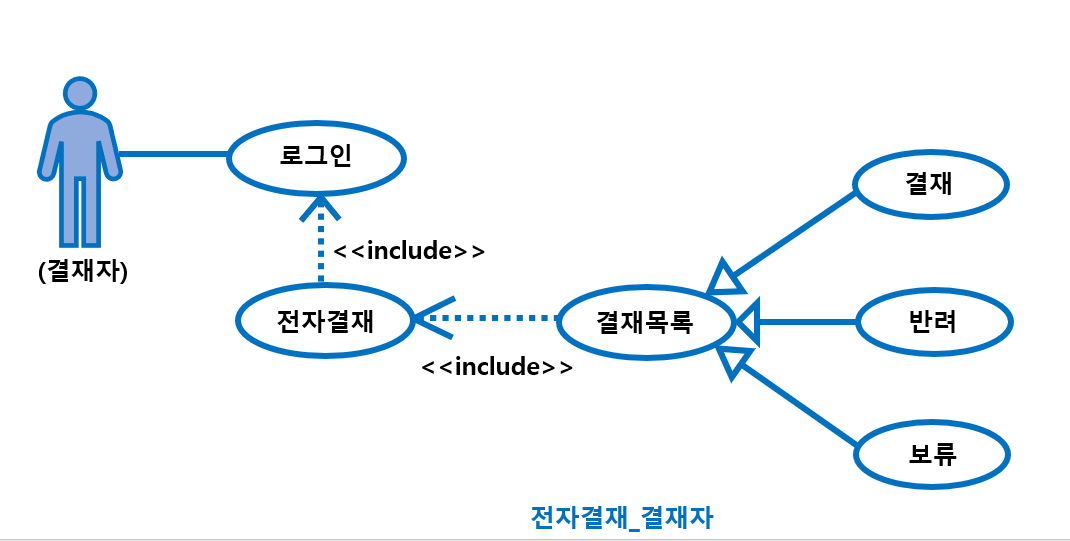 로그인
(결재자)
<<include>>
전자결재
<<include>>
결재목록
결재
반려
보류
전자결재_결재자